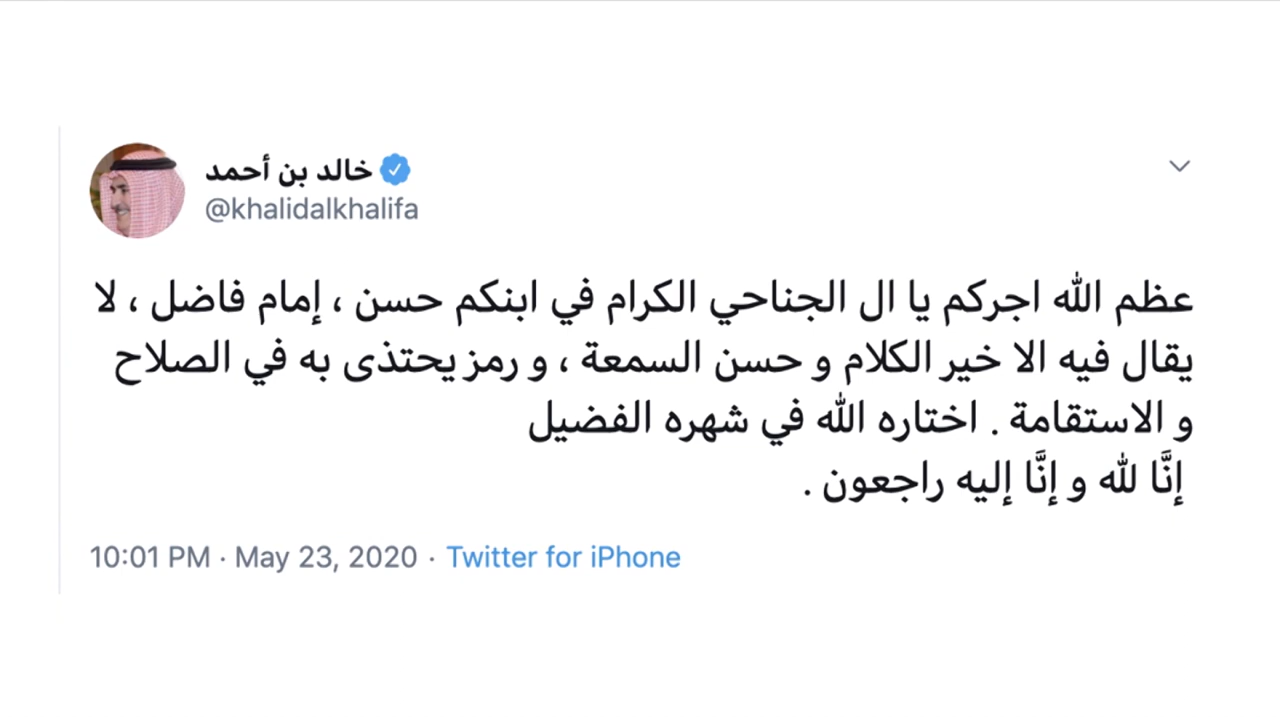 خالد بن أحمد
@khalidalkhalifa
عظم الله اجركم يا ال الجناحي الكرام في ابنكم حسن ، إمام فاضل ، لا
يقال فيه الا خير الكلام و حسن السمعة ، و رمز يحتذى به في الصلاح
و الاستقامة . اختاره الله في شهره الفضيل
إنَّا لله و إنَّا إليه راجعون .
10:01 PM · May 23, 2020 · Twitter for iPhone